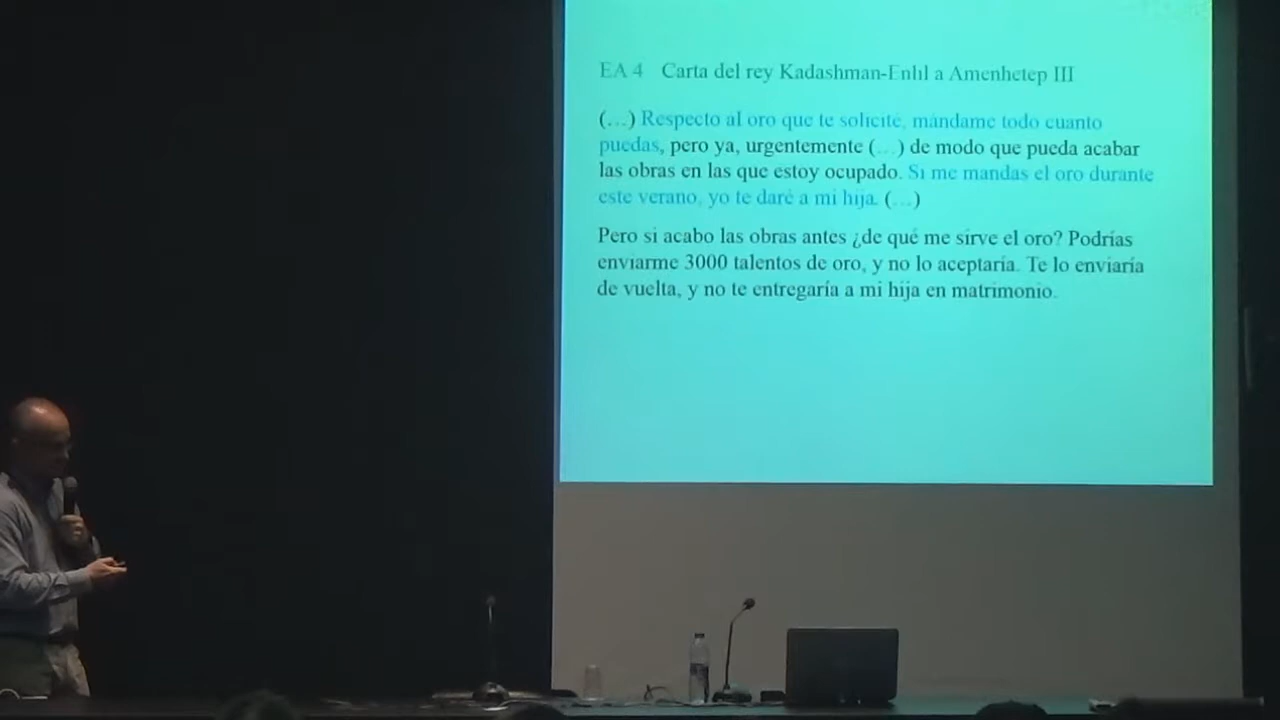 EA 4 Carta del rey Kadashman-Enlil a Amenhetep III
(...) Respecto al oro que te solicité, mándame todo cuanto
puedas, pero ya, urgentemente (...) de modo que pueda acabar
las obras en las que estoy ocupado. Si me mandas el oro durante
este verano, yo te daré a mi hija. (...)
Pero si acabo las obras antes ¿de qué me sirve el oro? Podrías
enviarme 3000 talentos de oro, y no lo aceptaría. Te lo enviaría
de vuelta, y no te entregaría a mi hija en matrimonio.